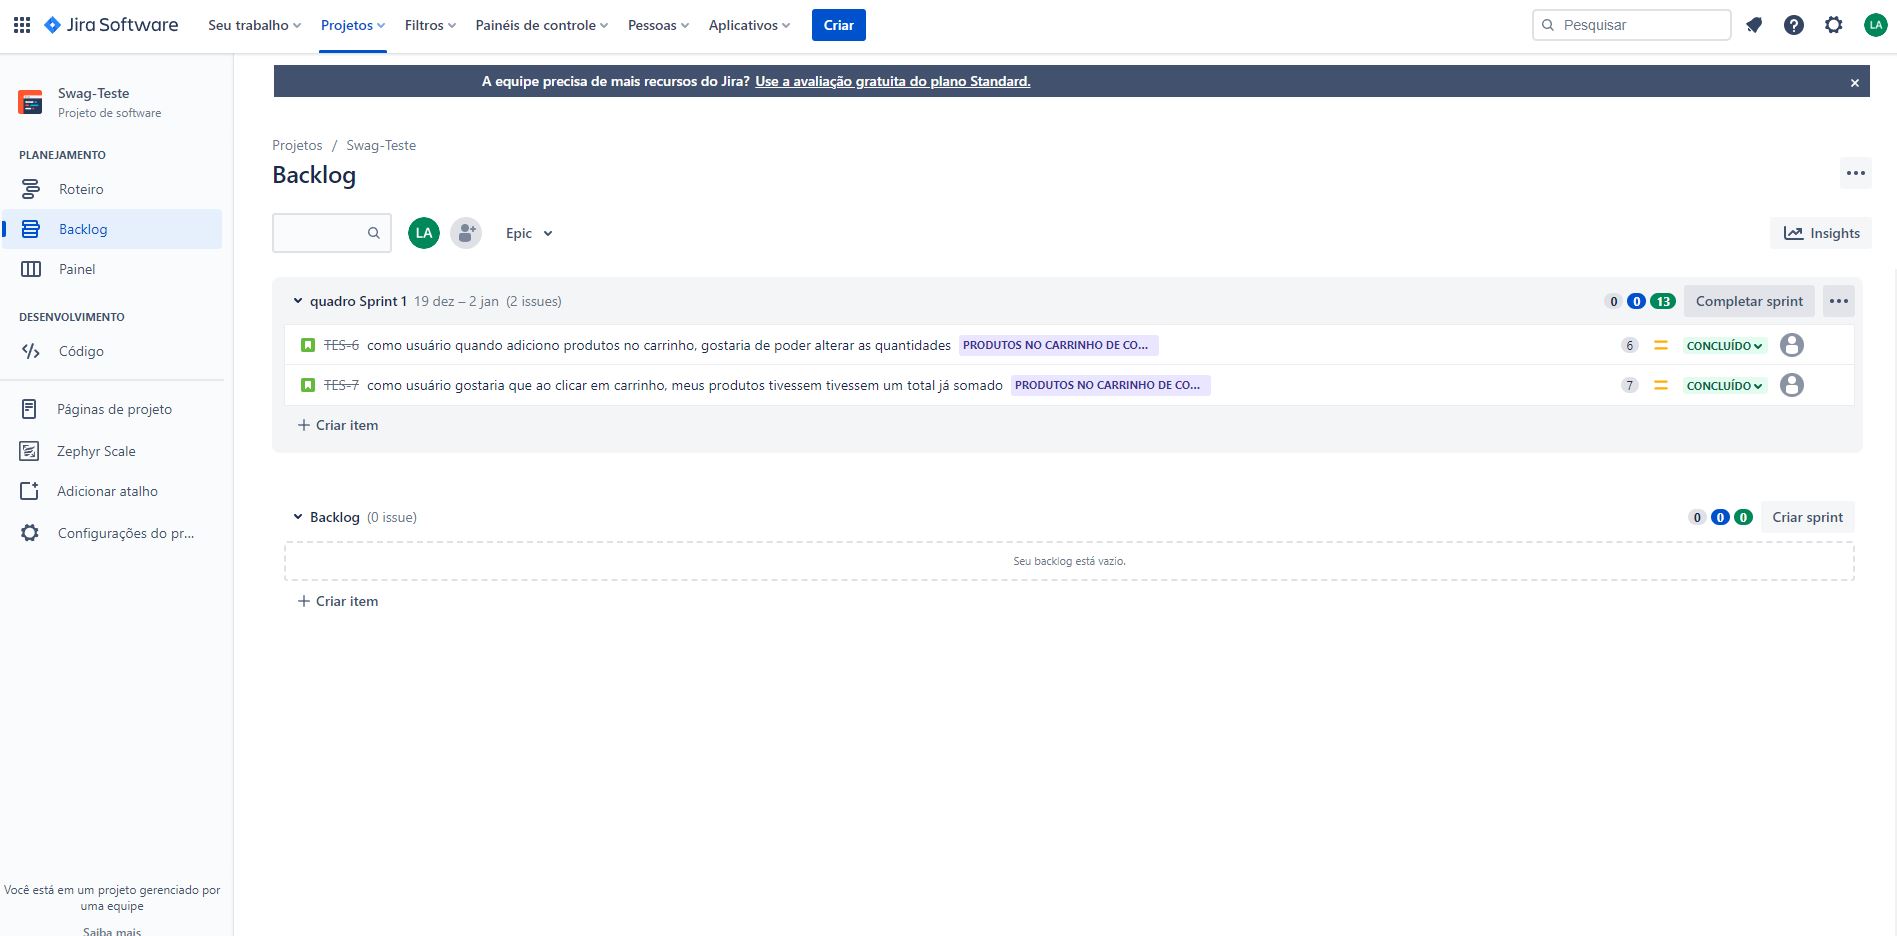 Jira Software
Seu trabalho
Projetos
Filtros
Painéis de controle
Pessoas
Aplicativos
Criar
Pesquisar
LA
Swag-Teste
Projeto de software
PLANEJAMENTO
Roteiro
Backlog
Painel
DESENVOLVIMENTO
Código
Páginas de projeto
Zephyr Scale
Adicionar atalho
Configurações do pr...
Você está em um projeto gerenciado por
uma equipe
Saiba mais
A equipe precisa de mais recursos do Jira? Use a avaliação gratuita do plano Standard.
Projetos / Swag-Teste
Backlog
LA
Epic
Insights
quadro Sprint 1 19 dez – 2 jan (2 issues) 0 0 13 Completar sprint
TES-6 como usuário quando adiciono produtos no carrinho, gostaria de poder alterar as quantidades PRODUTOS NO CARRINHO DE CO... 6 CONCLUÍDO
TES-7 como usuário gostaria que ao clicar em carrinho, meus produtos tivessem tivessem um total já somado PRODUTOS NO CARRINHO DE CO... 7 CONCLUÍDO
+ Criar item
Backlog (0 issue) 0 0 0 Criar sprint
Seu backlog está vazio.
+ Criar item